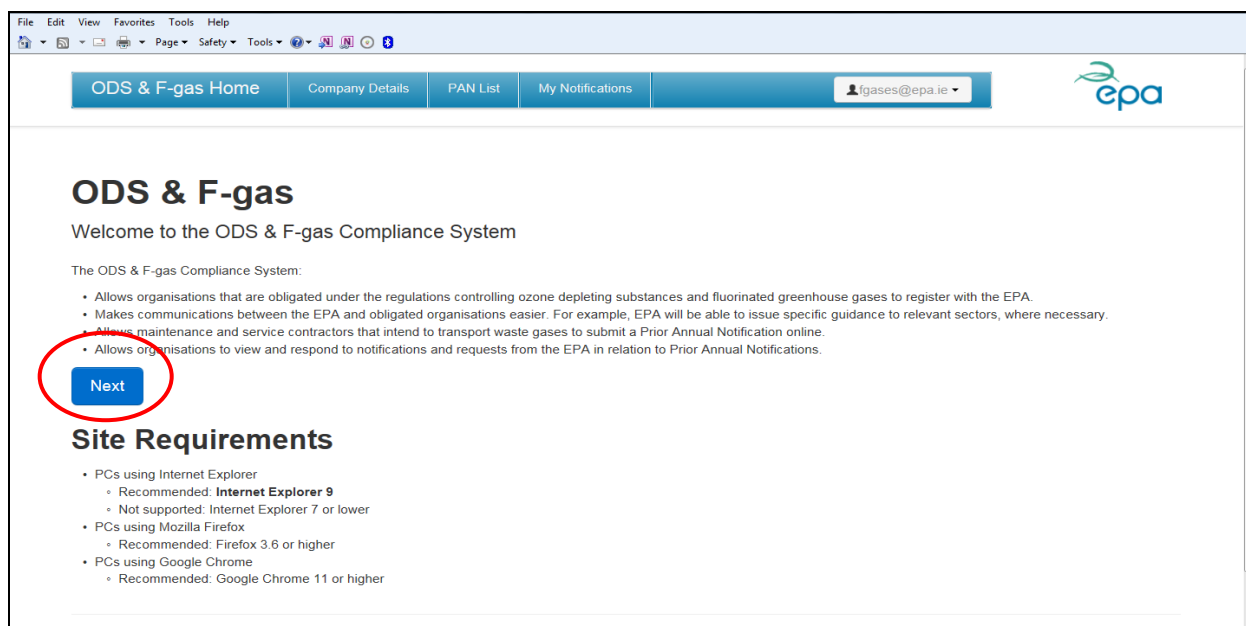 File Edit View Favorites Tools Help
Page Safety Tools
ODS & F-gas Home Company Details PAN List My Notifications fgases@epa.ie
epa
ODS & F-gas
Welcome to the ODS & F-gas Compliance System
The ODS & F-gas Compliance System:
• Allows organisations that are obligated under the regulations controlling ozone depleting substances and fluorinated greenhouse gases to register with the EPA.
• Makes communications between the EPA and obligated organisations easier. For example, EPA will be able to issue specific guidance to relevant sectors, where necessary.
• Allows maintenance and service contractors that intend to transport waste gases to submit a Prior Annual Notification online.
• Allows organisations to view and respond to notifications and requests from the EPA in relation to Prior Annual Notifications.
Next
Site Requirements
• PCs using Internet Explorer
◦ Recommended: Internet Explorer 9
◦ Not supported: Internet Explorer 7 or lower
• PCs using Mozilla Firefox
◦ Recommended: Firefox 3.6 or higher
• PCs using Google Chrome
◦ Recommended: Google Chrome 11 or higher